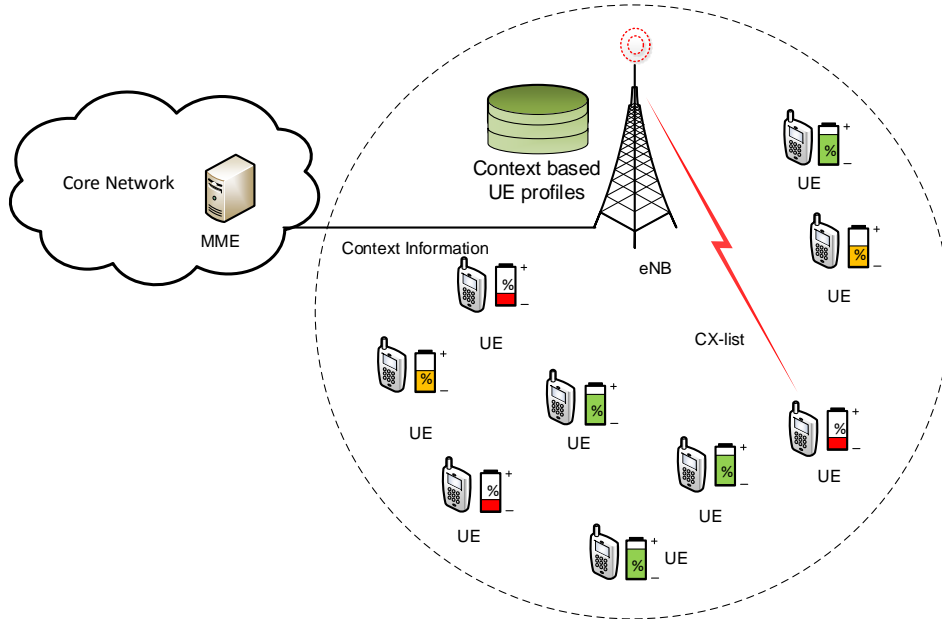 Core Network
MME
Context based
UE profiles
Context Information
eNB
CX-list
% + −
UE
% + −
UE
% + −
UE
% + −
UE
% + −
UE
% + −
UE
% + −
UE
% + −
UE
% + −
UE